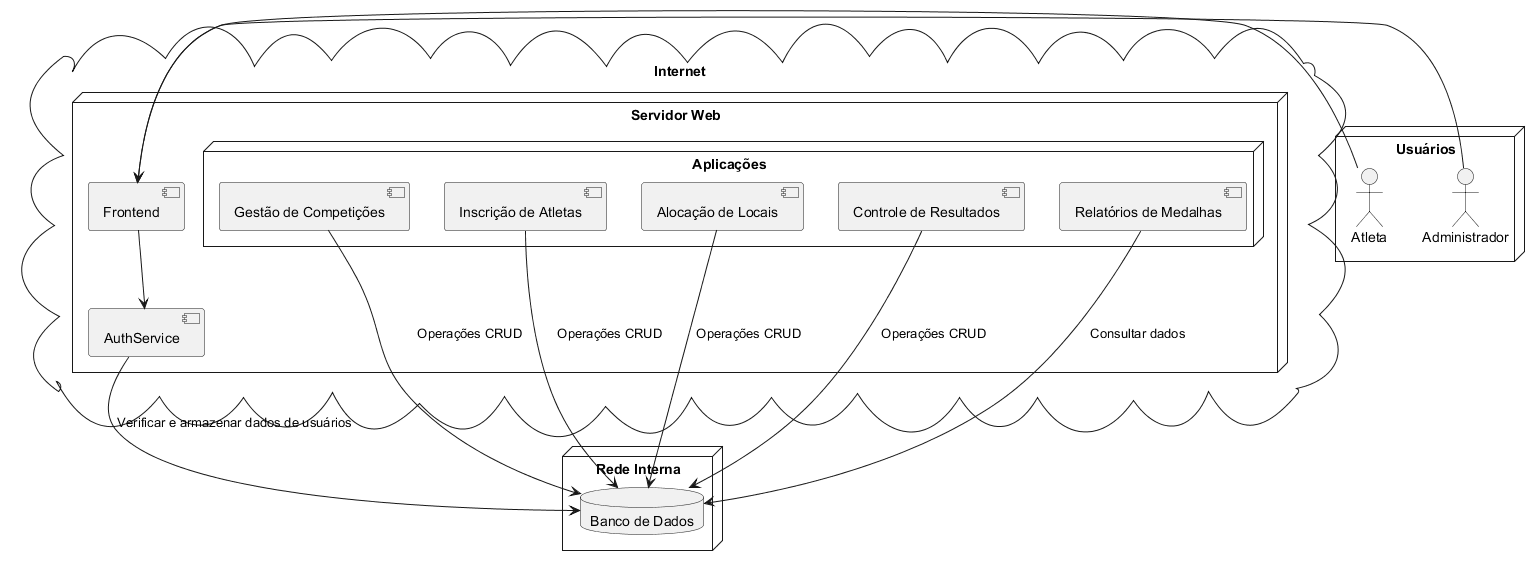 Internet
Servidor Web
Usuários
Aplicações
Frontend
Gestão de Competições
Inscrição de Atletas
Alocação de Locais
Controle de Resultados
Relatórios de Medalhas
Atleta
Administrador
AuthService
Operações CRUD
Operações CRUD
Operações CRUD
Operações CRUD
Consultar dados
Verificar e armazenar dados de usuários
Rede Interna
Banco de Dados